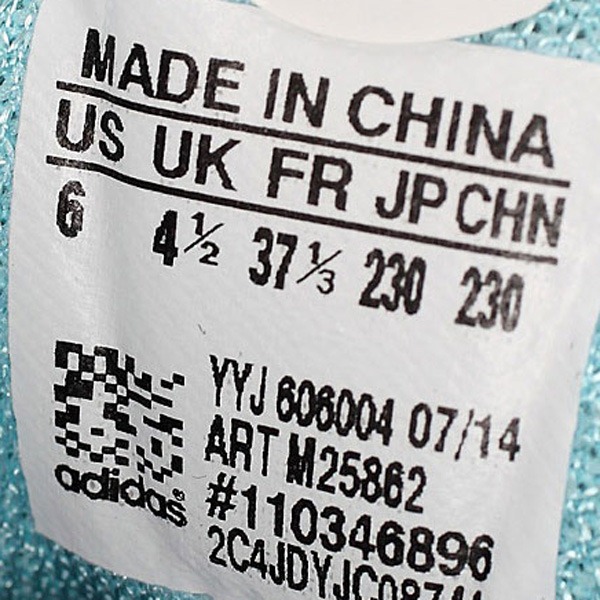 MADE IN CHINA
US UK FR JP CHN
6 4½ 37⅓ 230 230
YYJ 606004 07/14
ART M25862
adidas®
#110346896